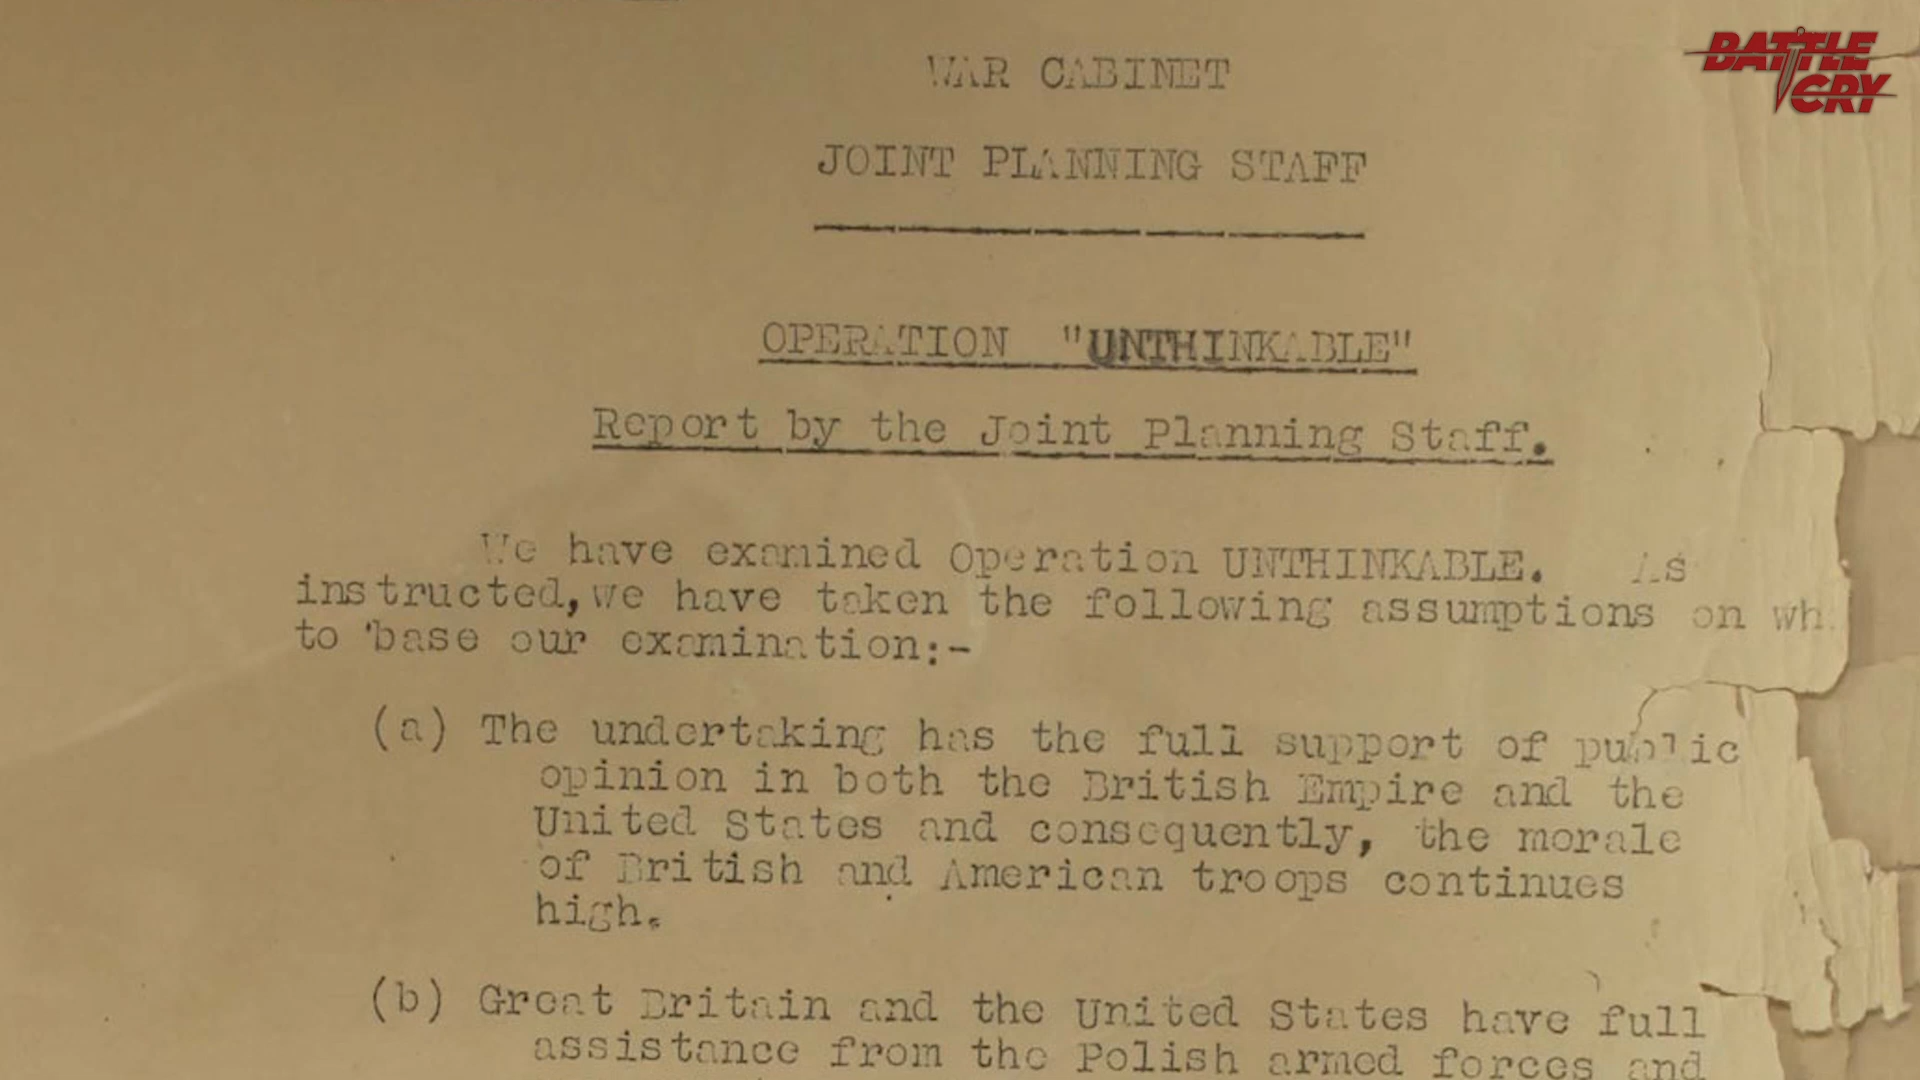 BATTLE
CRY
WAR CABINET
JOINT PLANNING STAFF
OPERATION "UNTHINKABLE"
Report by the Joint Planning Staff.
We have examined Operation UNTHINKABLE. As
instructed, we have taken the following assumptions on
to base our examination:-
(a) The undertaking has the full support of public
opinion in both the British Empire and the
United States and consequently, the morale
of British and American troops continues
high.
(b) Great Britain and the United States have full
assistance from the Polish armed forces and